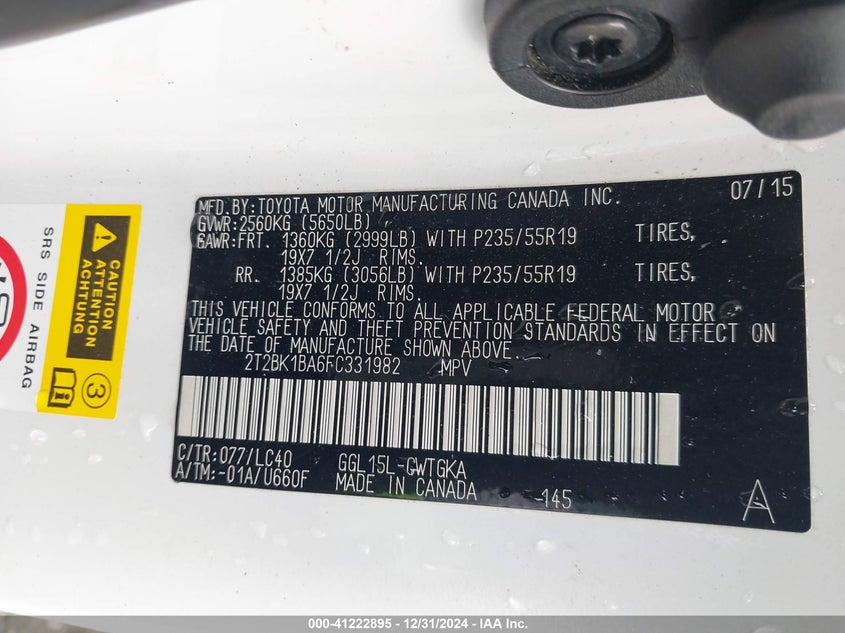 MFD.BY:TOYOTA MOTOR MANUFACTURING CANADA INC. 07/15
GVWR:2560KG (5650LB)
GAWR:FRT. 1360KG (2999LB) WITH P235/55R19 TIRES,
19X7 1/2J RIMS.
RR. 1385KG (3056LB) WITH P235/55R19 TIRES,
19X7 1/2J RIMS.
THIS VEHICLE CONFORMS TO ALL APPLICABLE FEDERAL MOTOR
VEHICLE SAFETY AND THEFT PREVENTION STANDARDS IN EFFECT ON
THE DATE OF MANUFACTURE SHOWN ABOVE.
2T2BK1BA6FC331982 MPV
C/TR:077/LC40 GGL15L-CWTGKA
A/TM:-01A/U660F MADE IN CANADA -145 A
SRS SIDE AIRBAG
CAUTION
ATTENTION
PRECAUCIÓN
3
000-41222895 - 12/31/2024 - IAA Inc.